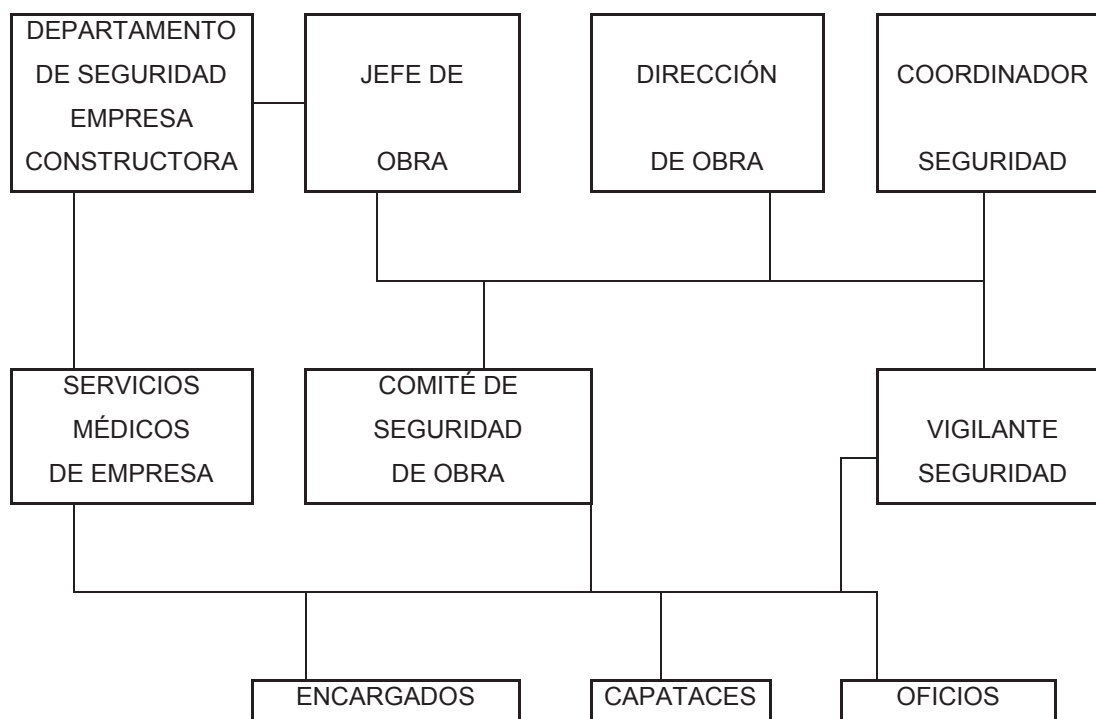 DEPARTAMENTO
DE SEGURIDAD
EMPRESA
CONSTRUCTORA
JEFE DE
OBRA
DIRECCIÓN
DE OBRA
COORDINADOR
SEGURIDAD
SERVICIOS
MÉDICOS
DE EMPRESA
COMITÉ DE
SEGURIDAD
DE OBRA
VIGILANTE
SEGURIDAD
ENCARGADOS
CAPATACES
OFICIOS